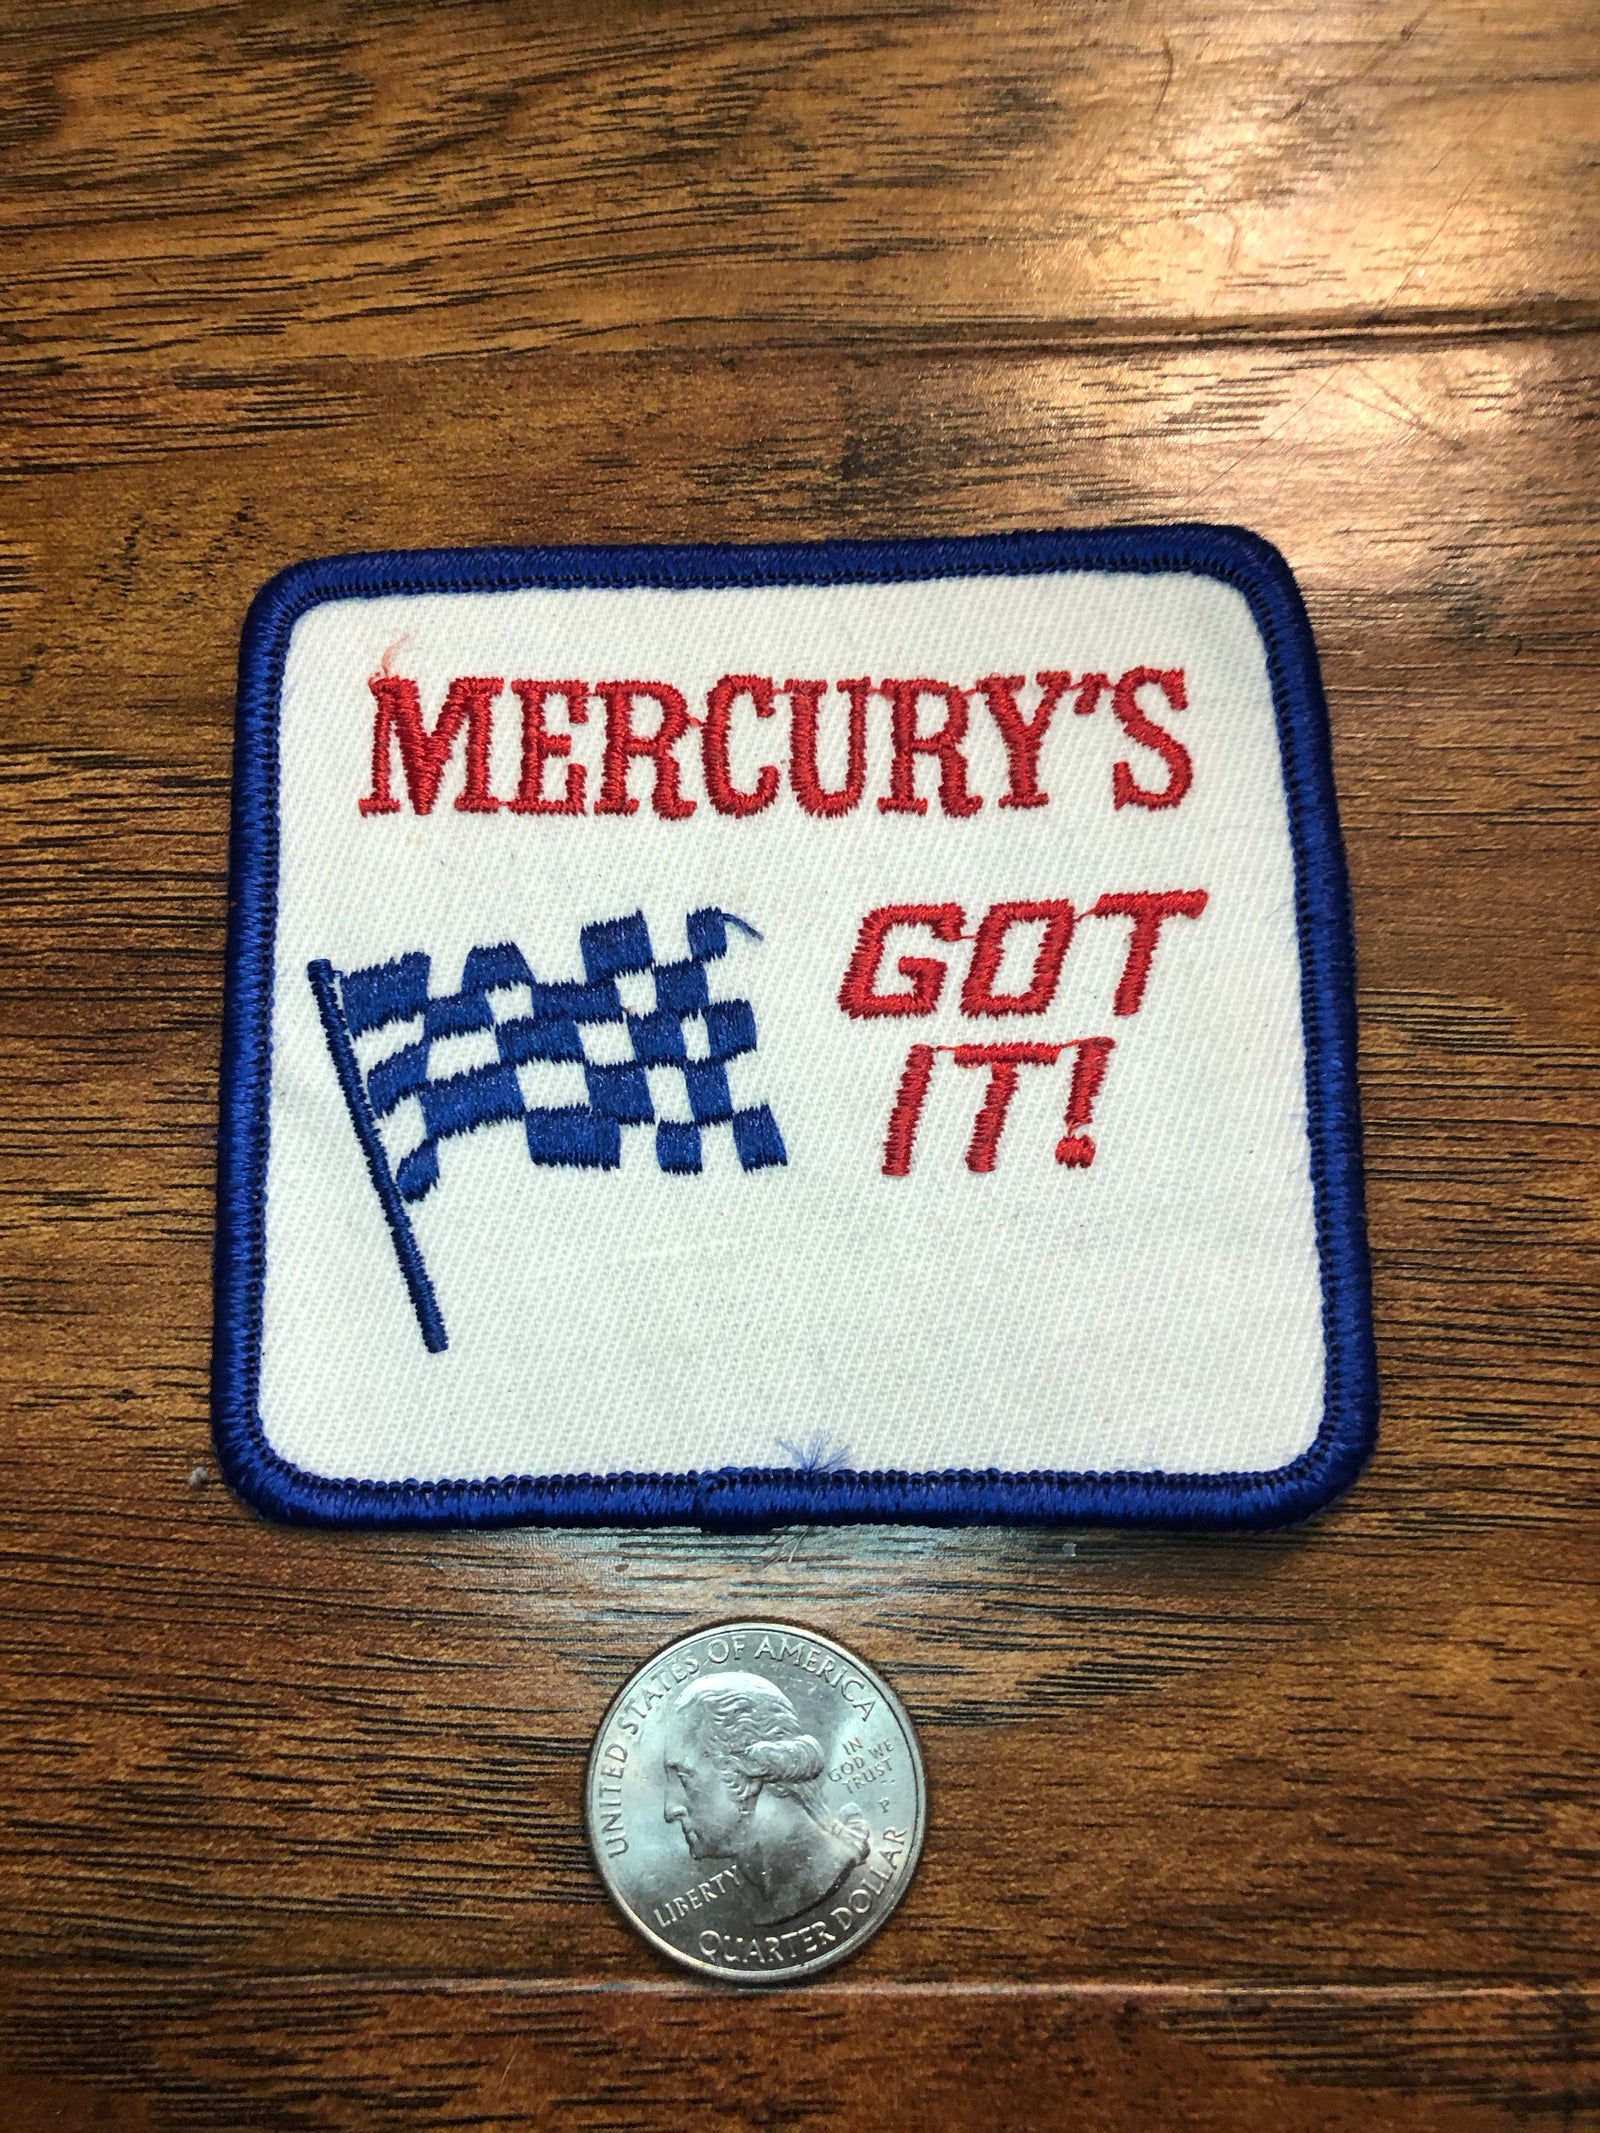 MERCURY'S
GOT
IT!
UNITED STATES OF AMERICA
IN
GOD WE
TRUST
P
LIBERTY
QUARTER DOLLAR